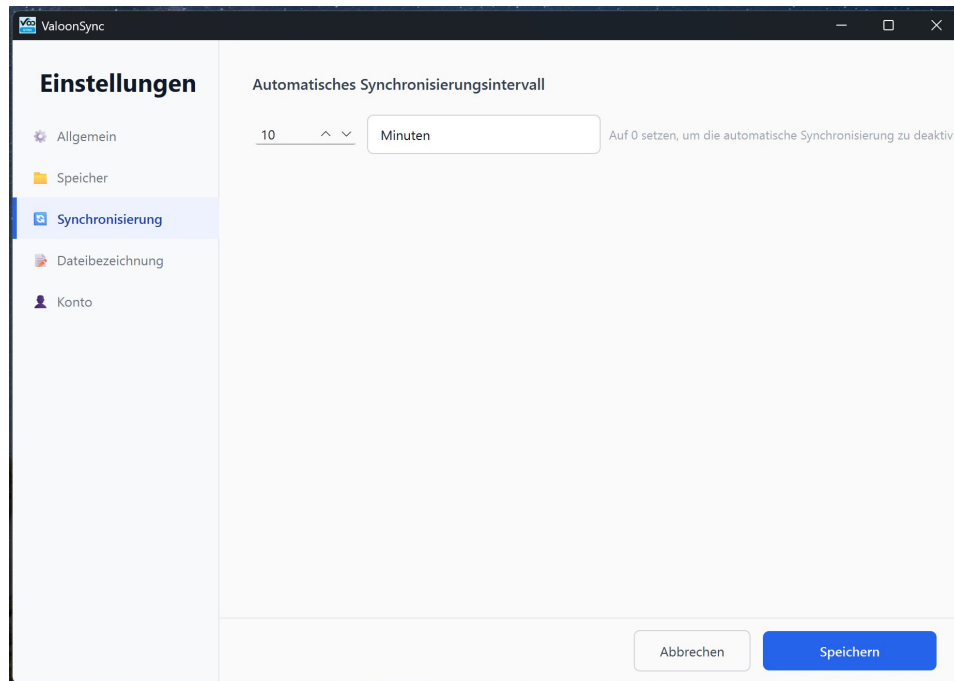 ValoonSync
Einstellungen
Allgemein
Speicher
Synchronisierung
Dateibezeichnung
Konto
Automatisches Synchronisierungsintervall
10 Minuten Auf 0 setzen, um die automatische Synchronisierung zu deaktiv
Abbrechen Speichern